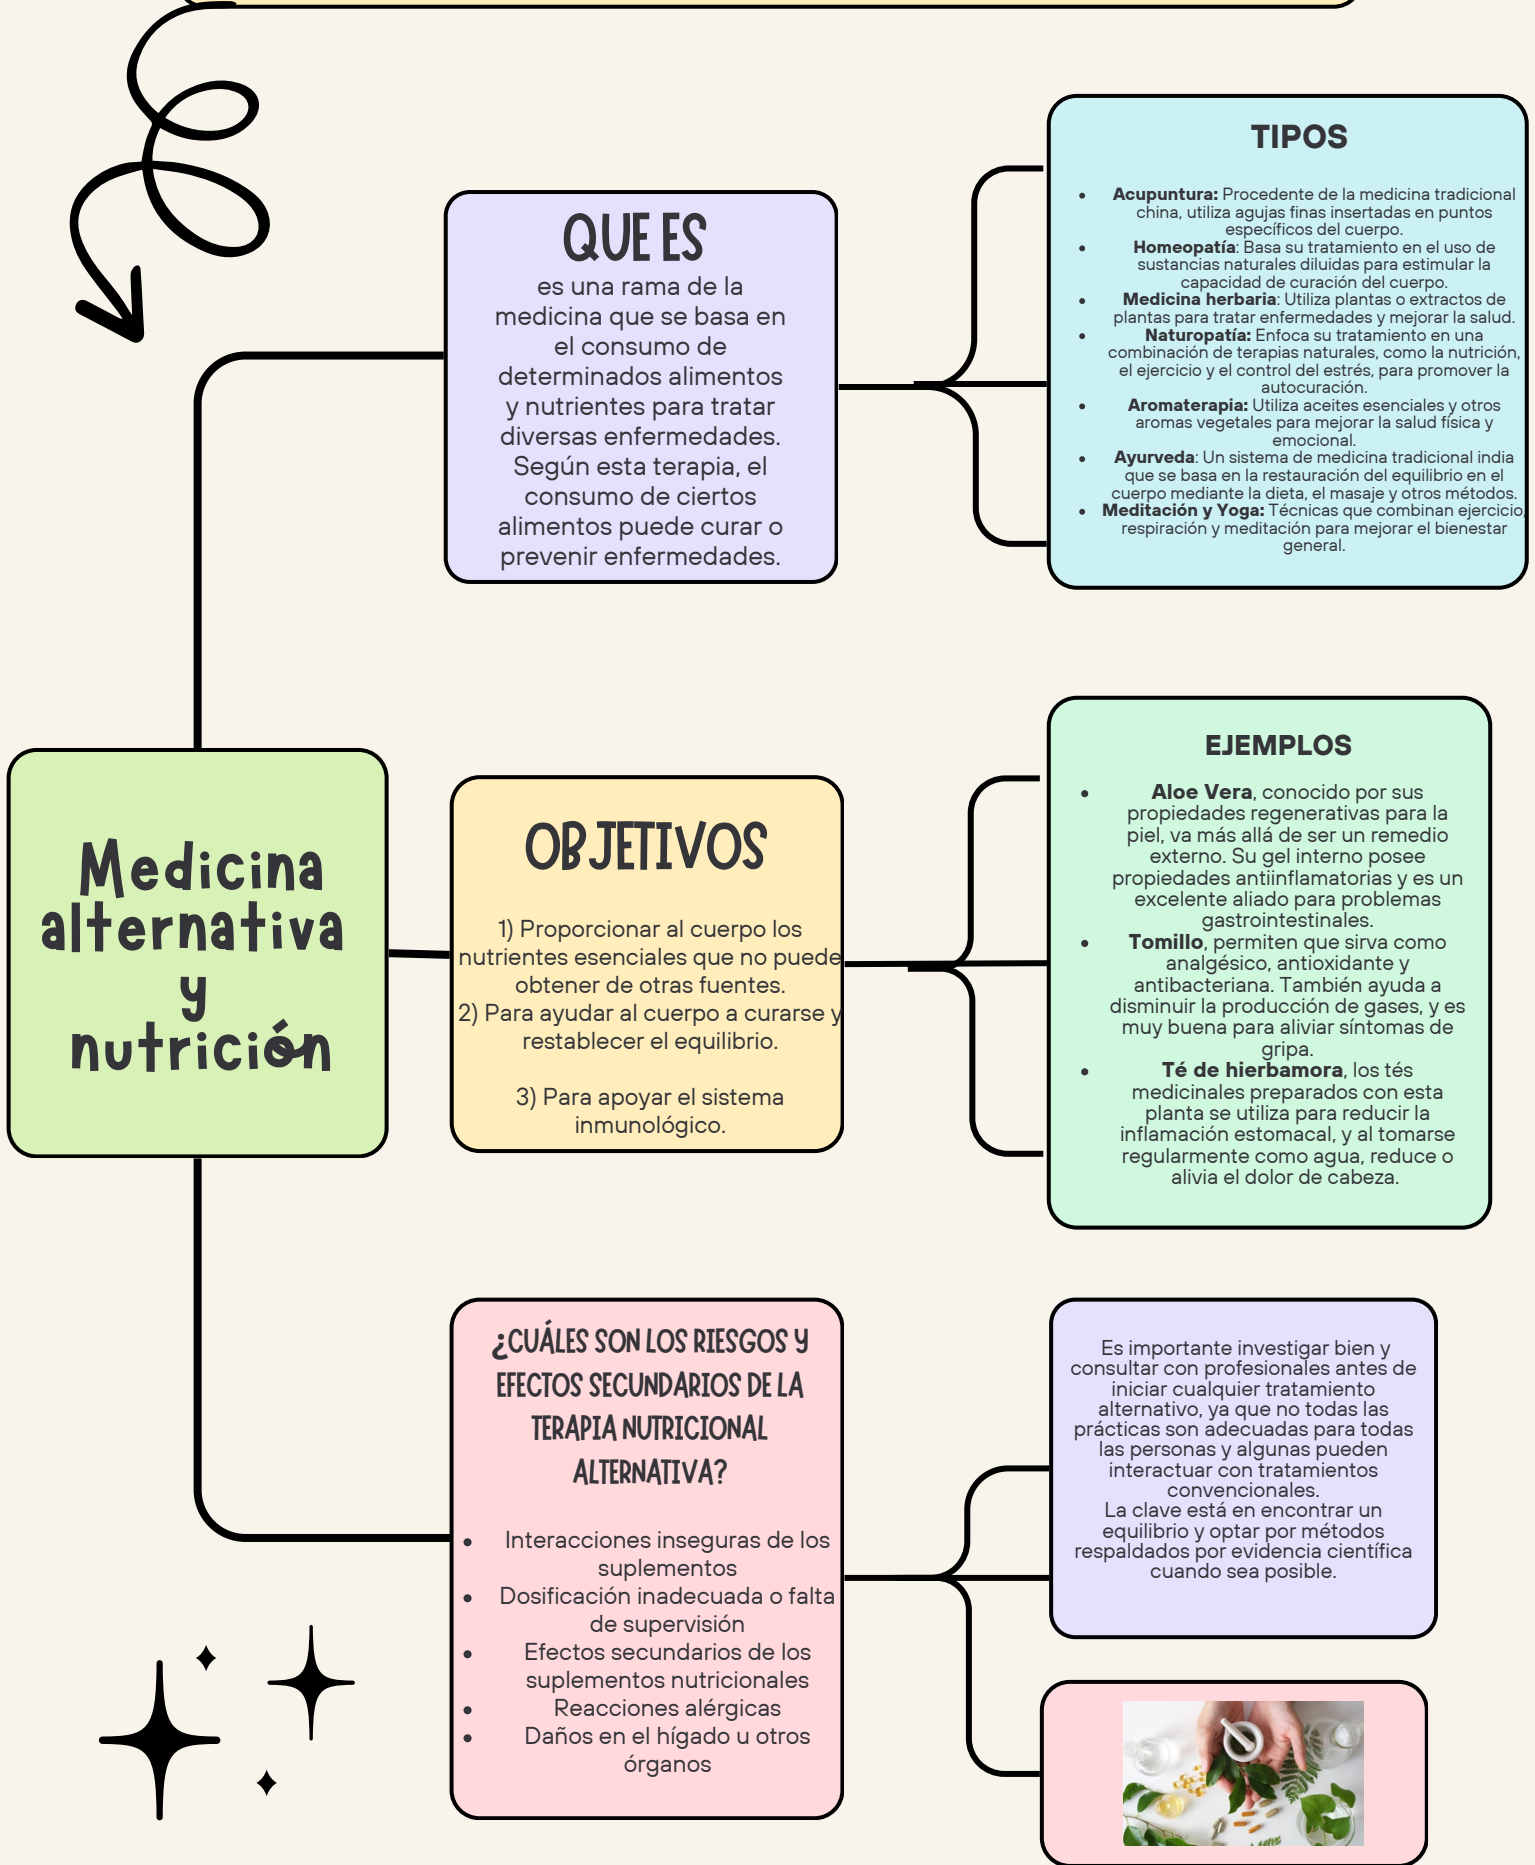 Medicina
alternativa
y
nutrición
QUE ES
es una rama de la
medicina que se basa en
el consumo de
determinados alimentos
y nutrientes para tratar
diversas enfermedades.
Según esta terapia, el
consumo de ciertos
alimentos puede curar o
prevenir enfermedades.
TIPOS
• Acupuntura: Procedente de la medicina tradicional
china, utiliza agujas finas insertadas en puntos
específicos del cuerpo.
• Homeopatía: Basa su tratamiento en el uso de
sustancias naturales diluidas para estimular la
capacidad de curación del cuerpo.
• Medicina herbaria: Utiliza plantas o extractos de
plantas para tratar enfermedades y mejorar la salud.
• Naturopatía: Enfoca su tratamiento en una
combinación de terapias naturales, como la nutrición,
el ejercicio y el control del estrés, para promover la
autocuración.
• Aromaterapia: Utiliza aceites esenciales y otros
aromas vegetales para mejorar la salud física y
emocional.
• Ayurveda: Un sistema de medicina tradicional india
que se basa en la restauración del equilibrio en el
cuerpo mediante la dieta, el masaje y otros métodos.
• Meditación y Yoga: Técnicas que combinan ejercicio,
respiración y meditación para mejorar el bienestar
general.
OBJETIVOS
1) Proporcionar al cuerpo los
nutrientes esenciales que no puede
obtener de otras fuentes.
2) Para ayudar al cuerpo a curarse y
restablecer el equilibrio.
3) Para apoyar el sistema
inmunológico.
EJEMPLOS
• Aloe Vera, conocido por sus
propiedades regenerativas para la
piel, va más allá de ser un remedio
externo. Su gel interno posee
propiedades antiinflamatorias y es un
excelente aliado para problemas
gastrointestinales.
• Tomillo, permiten que sirva como
analgésico, antioxidante y
antibacteriana. También ayuda a
disminuir la producción de gases, y es
muy buena para aliviar síntomas de
gripa.
• Té de hierbamora, los tés
medicinales preparados con esta
planta se utiliza para reducir la
inflamación estomacal, y al tomarse
regularmente como agua, reduce o
alivia el dolor de cabeza.
¿CUÁLES SON LOS RIESGOS Y
EFECTOS SECUNDARIOS DE LA
TERAPIA NUTRICIONAL
ALTERNATIVA?
• Interacciones inseguras de los
suplementos
• Dosificación inadecuada o falta
de supervisión
• Efectos secundarios de los
suplementos nutricionales
• Reacciones alérgicas
• Daños en el hígado u otros
órganos
Es importante investigar bien y
consultar con profesionales antes de
iniciar cualquier tratamiento
alternativo, ya que no todas las
prácticas son adecuadas para todas
las personas y algunas pueden
interactuar con tratamientos
convencionales.
La clave está en encontrar un
equilibrio y optar por métodos
respaldados por evidencia científica
cuando sea posible.